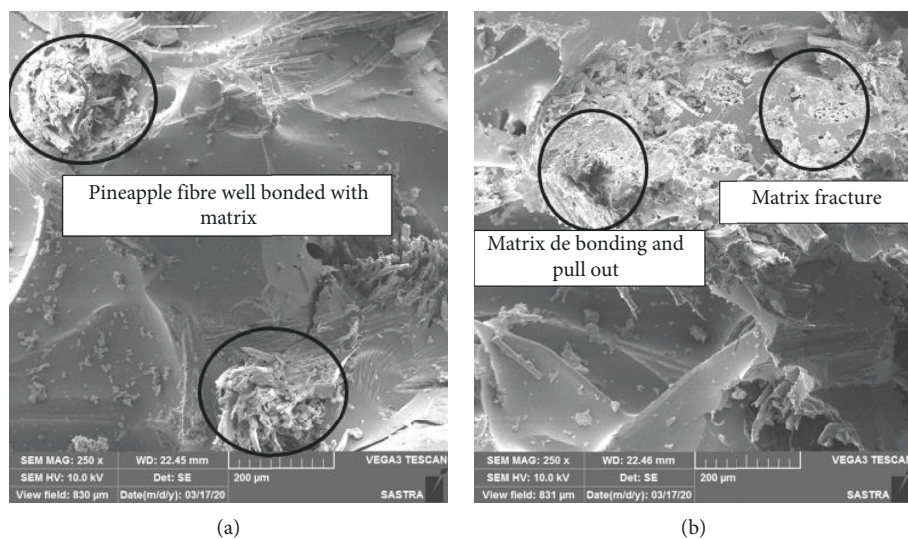 Pineapple fibre well bonded with
matrix
SEM MAG: 250 x WD: 22.45 mm VEGA3 TESCAN
SEM HV: 10.0 kV Det: SE 200 µm
View field: 830 µm Date(m/d/y): 03/17/20 SASTRA
(a)
Matrix fracture
Matrix de bonding and
pull out
SEM MAG: 250 x WD: 22.46 mm VEGA3 TESCAN
SEM HV: 10.0 kV Det: SE 200 µm
View field: 831 µm Date(m/d/y): 03/17/20 SASTRA
(b)